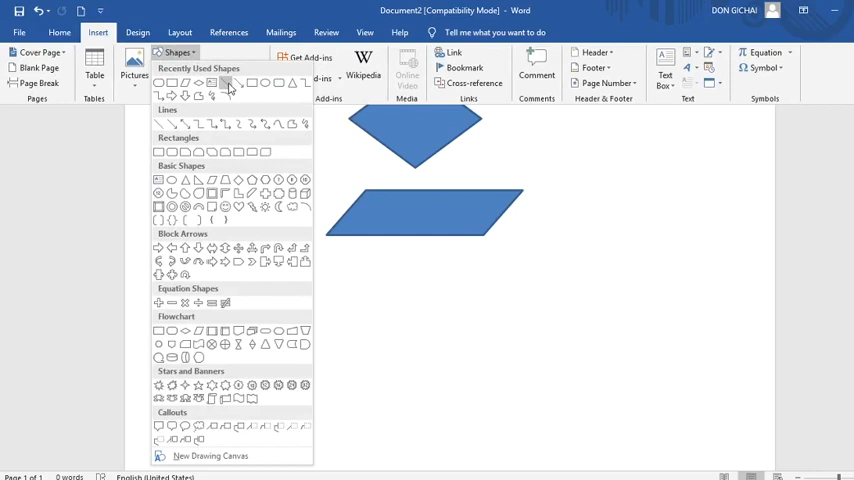 Document2 [Compatibility Mode] - Word
DON GICHAI
File
Home
Insert
Design
Layout
References
Mailings
Review
View
Help
Tell me what you want to do
Cover Page
Blank Page
Page Break
Pages
Table
Tables
Pictures
Shapes
Get Add-ins
Add-ins
Wikipedia
Online Video
Media
Link
Bookmark
Cross-reference
Links
Comment
Comments
Header
Footer
Page Number
Header & Footer
Text Box
Text
Equation
Symbol
Symbols
Recently Used Shapes
Lines
Rectangles
Basic Shapes
Block Arrows
Equation Shapes
Flowchart
Stars and Banners
Callouts
New Drawing Canvas
Page 1 of 1
0 words
English (United States)